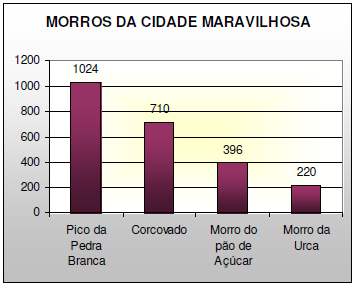 MORROS DA CIDADE MARAVILHOSA
1200
1000
800
600
400
200
0
1024
710
396
220
Pico da
Pedra
Branca
Corcovado
Morro do
pão de
Açúcar
Morro da
Urca